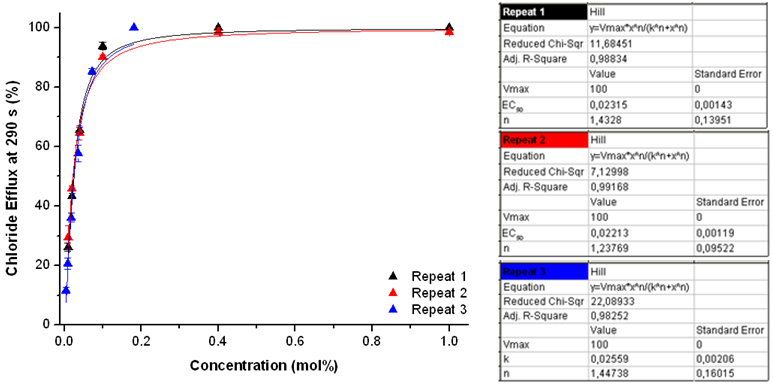 Chloride Efflux at 290 s (%)
100
80
60
40
20
0
0.0 0.2 0.4 0.6 0.8 1.0
Concentration (mol%)
Repeat 1
Repeat 2
Repeat 3
Repeat 1 Hill
Equation y=Vmax*x^n/(k^n+x^n)
Reduced Chi-Sqr 11,68451
Adj. R-Square 0,98834
Value Standard Error
Vmax 100 0
EC50 0,02315 0,00143
n 1,4328 0,13951
Repeat 2 Hill
Equation y=Vmax*x^n/(k^n+x^n)
Reduced Chi-Sqr 7,12998
Adj. R-Square 0,99168
Value Standard Error
Vmax 100 0
EC50 0,02213 0,00119
n 1,23769 0,09522
Repeat 3 Hill
Equation y=Vmax*x^n/(k^n+x^n)
Reduced Chi-Sqr 22,08933
Adj. R-Square 0,98252
Value Standard Error
Vmax 100 0
k 0,02559 0,00206
n 1,44738 0,16015